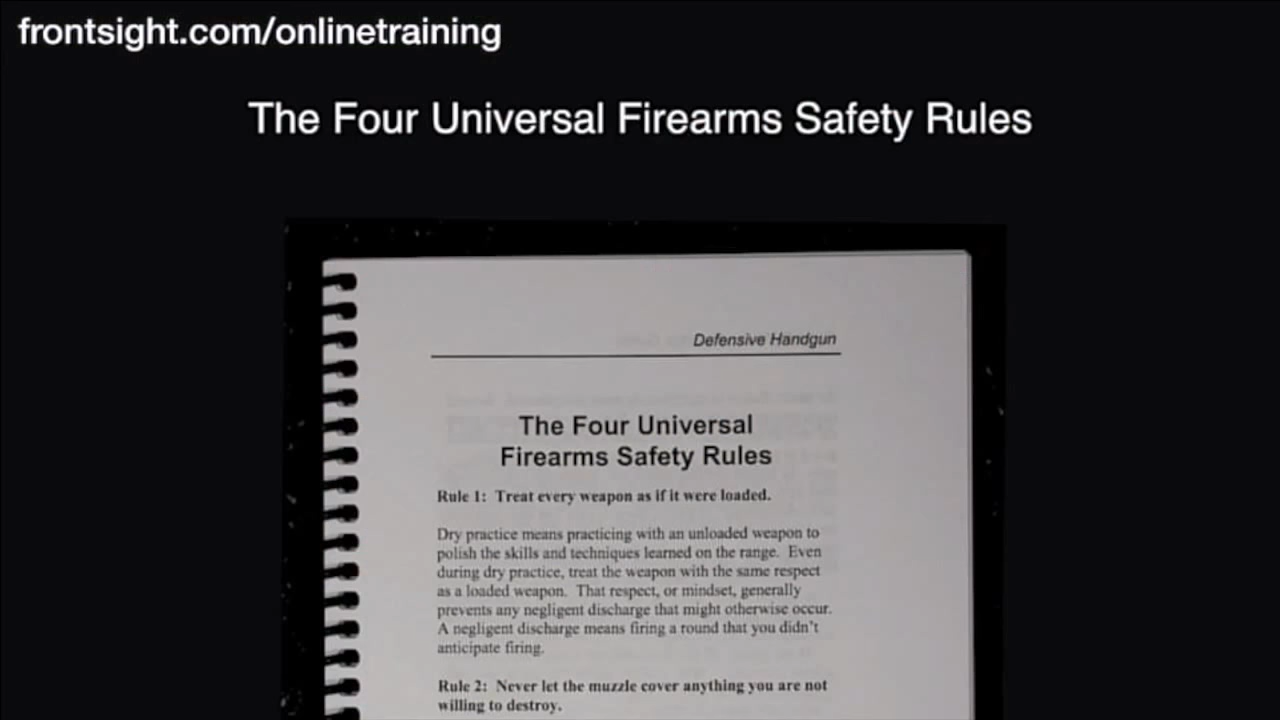 frontsight.com/onlinetraining
The Four Universal Firearms Safety Rules
Defensive Handgun
The Four Universal
Firearms Safety Rules
Rule 1: Treat every weapon as if it were loaded.
Dry practice means practicing with an unloaded weapon to
polish the skills and techniques learned on the range. Even
during dry practice, treat the weapon with the same respect
as a loaded weapon. That respect, or mindset, generally
prevents any negligent discharge that might otherwise occur.
A negligent discharge means firing a round that you didn't
anticipate firing.
Rule 2: Never let the muzzle cover anything you are not
willing to destroy.